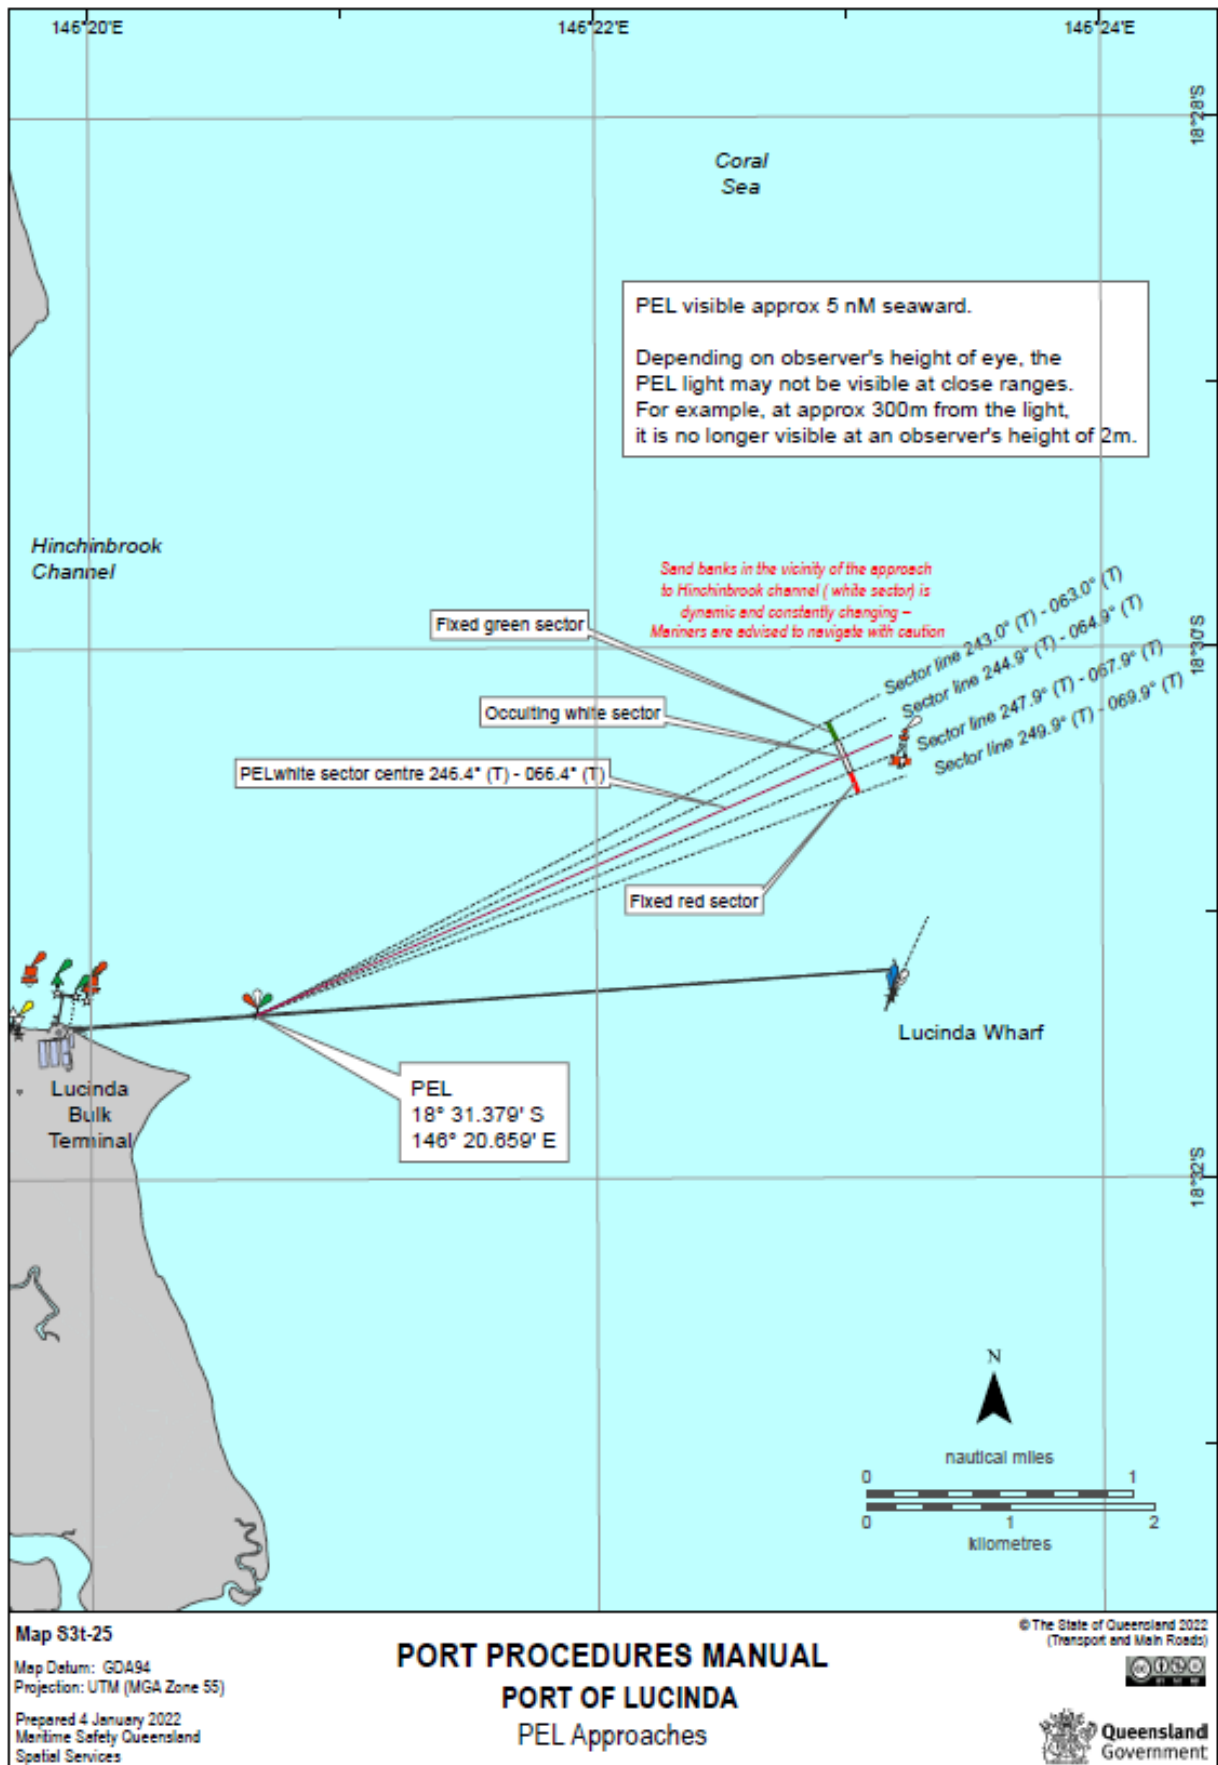 146°20'E
146°22'E
146°24'E
18°28'S
Coral
Sea
PEL visible approx 5 nM seaward.
Depending on observer's height of eye, the
PEL light may not be visible at close ranges.
For example, at approx 300m from the light,
it is no longer visible at an observer's height of 2m.
Hinchinbrook
Channel
Sand banks in the vicinity of the approach
to Hinchinbrook channel ( white sector) is
dynamic and constantly changing –
Mariners are advised to navigate with caution
Fixed green sector
18°30'S
Sector line 243.0° (T) - 063.0° (T)
Sector line 244.9° (T) - 064.9° (T)
Sector line 247.9° (T) - 067.9° (T)
Sector line 249.9° (T) - 069.9° (T)
Occulting white sector
PELwhite sector centre 246.4° (T) - 066.4° (T)
Fixed red sector
Lucinda Wharf
Lucinda
Bulk
Terminal
PEL
18° 31.379' S
146° 20.659' E
18°32'S
N
nautical miles
0 1
0 1 2
kilometres
Map S3t-25
Map Datum: GDA94
Projection: UTM (MGA Zone 55)
Prepared 4 January 2022
Maritime Safety Queensland
Spatial Services
PORT PROCEDURES MANUAL
PORT OF LUCINDA
PEL Approaches
© The State of Queensland 2022
(Transport and Main Roads)
Queensland
Government